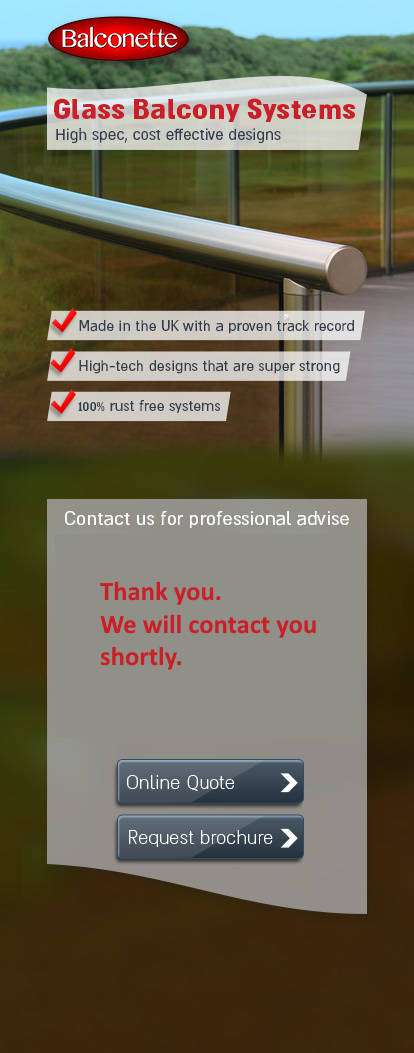 Balconette
Glass Balcony Systems
High spec, cost effective designs
Made in the UK with a proven track record
High-tech designs that are super strong
100% rust free systems
Contact us for professional advise
Thank you.
We will contact you
shortly.
Online Quote
Request brochure